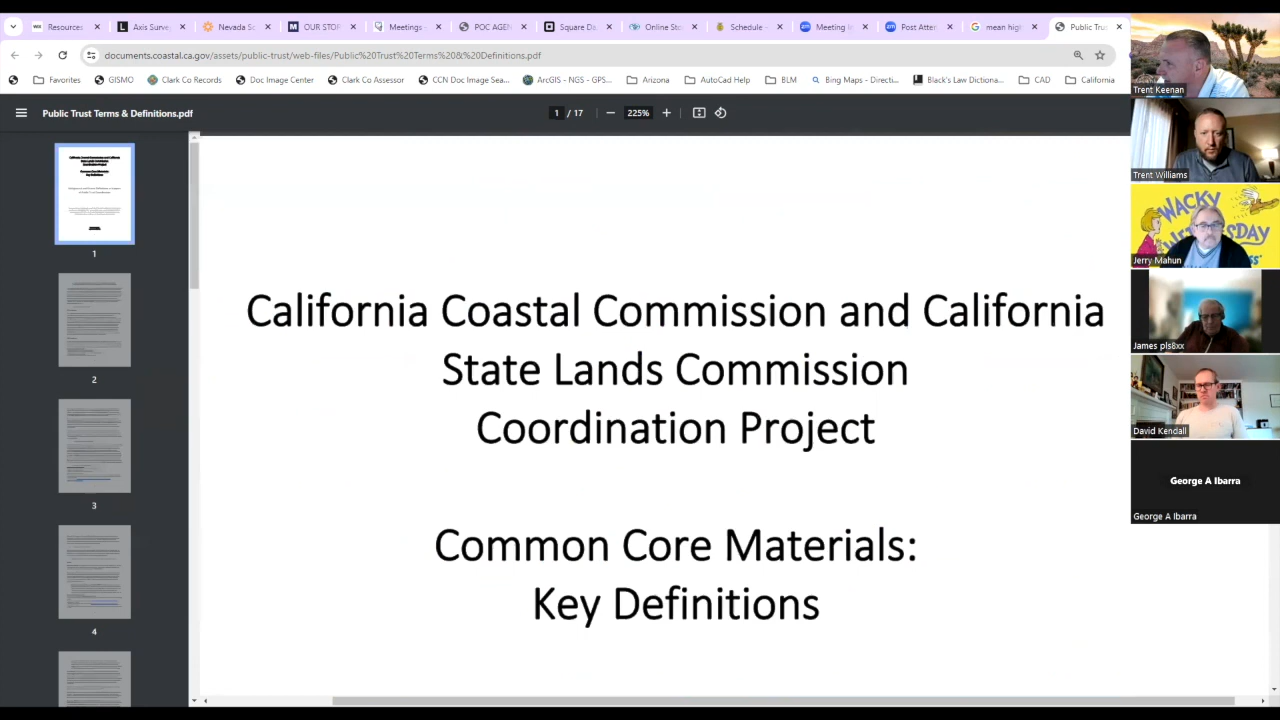 Resources
Axis Surve
Nevada S
OUR STOR
Meetings
POC AGEN
Square Da
Online Sto
Schedule -
Meeting I
Post Atter
mean high
Public Trus
documents.coastal.ca.gov/assets/public-trust/web-files/Public%20Trust%20Terms%20&%20Definitions.pdf
Favorites
GISMO
Clark Co Records
Doc Image Center
Clark Co Assessor
CCN Doc Image Sea...
ArcGIS - NGS - GPS...
Arizona
AutoCad Help
BLM
Bing Maps - Directi...
Black's Law Dictiona...
CAD
California
Public Trust Terms & Definitions.pdf
1 / 17
225%
1
2
3
4
California Coastal Commission and California
State Lands Commission
Coordination Project
Common Core Materials:
Key Definitions
Trent Keenan
Trent Williams
WACKY
Jerry Mahun
James pls8xx
David Kendall
George A Ibarra
George A Ibarra